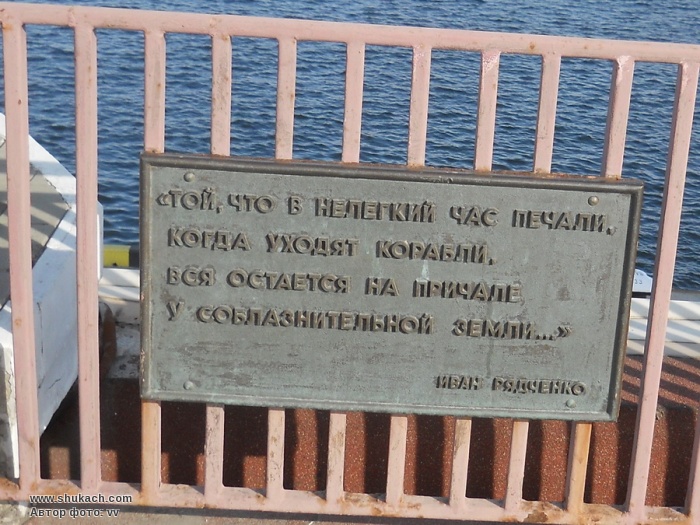 «ТОЙ, ЧТО В НЕЛЕГКИЙ ЧАС ПЕЧАЛИ,
КОГДА УХОДЯТ КОРАБЛИ,
ВСЯ ОСТАЕТСЯ НА ПРИЧАЛЕ
У СОБЛАЗНИТЕЛЬНОЙ ЗЕМЛИ...»
ИВАН РЯДЧЕНКО
www.shukach.com
Автор фото: vv